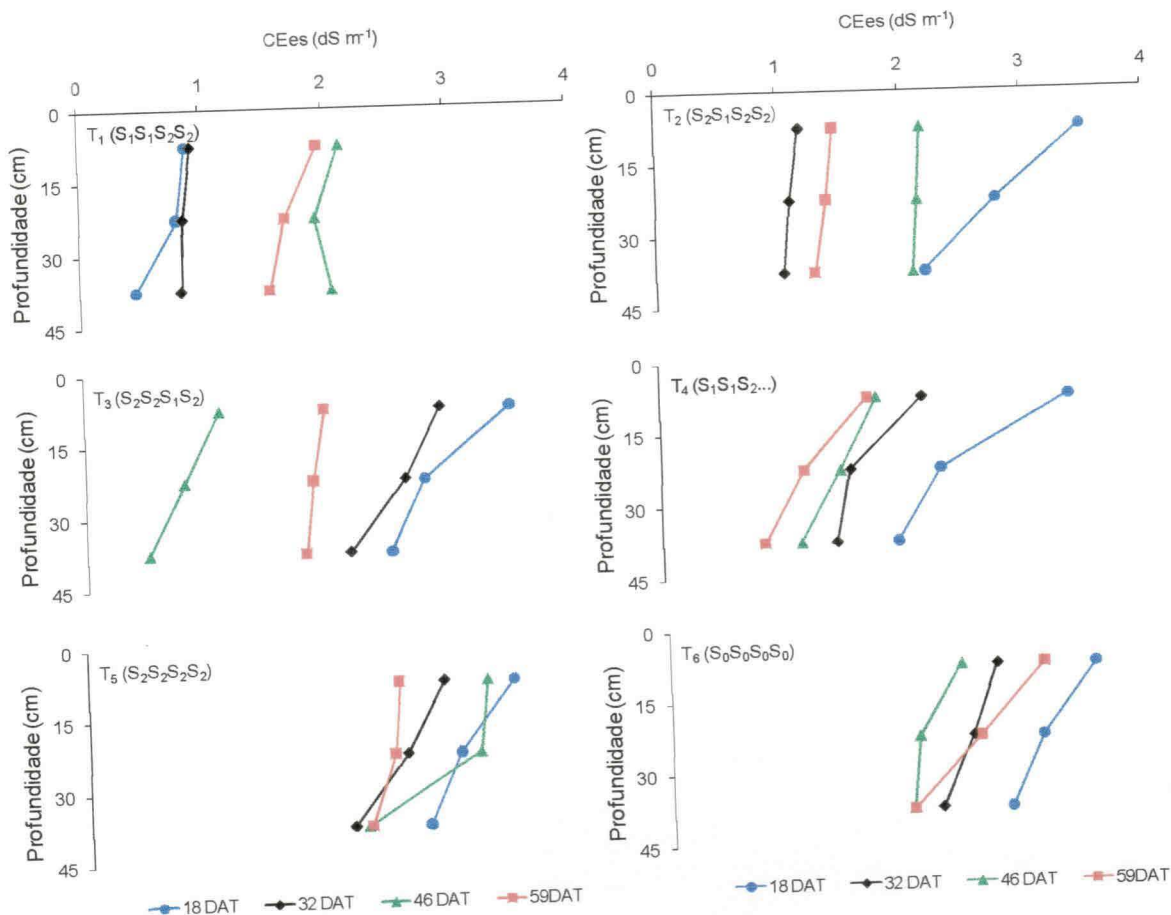 CEes (dS m⁻¹)
0 1 2 3 4
0
15
30
45
Profundidade (cm)
T₁ (S₁S₁S₂S₂)
CEes (dS m⁻¹)
0 1 2 3 4
0
15
30
45
Profundidade (cm)
T₂ (S₂S₁S₂S₂)
0
15
30
45
Profundidade (cm)
T₃ (S₂S₂S₁S₂)
0
15
30
45
Profundidade (cm)
T₄ (S₁S₁S₂...)
0
15
30
45
Profundidade (cm)
T₅ (S₂S₂S₂S₂)
0
15
30
45
Profundidade (cm)
T₆ (S₀S₀S₀S₀)
18 DAT 32 DAT 46 DAT 59DAT
18 DAT 32 DAT 46 DAT 59DAT